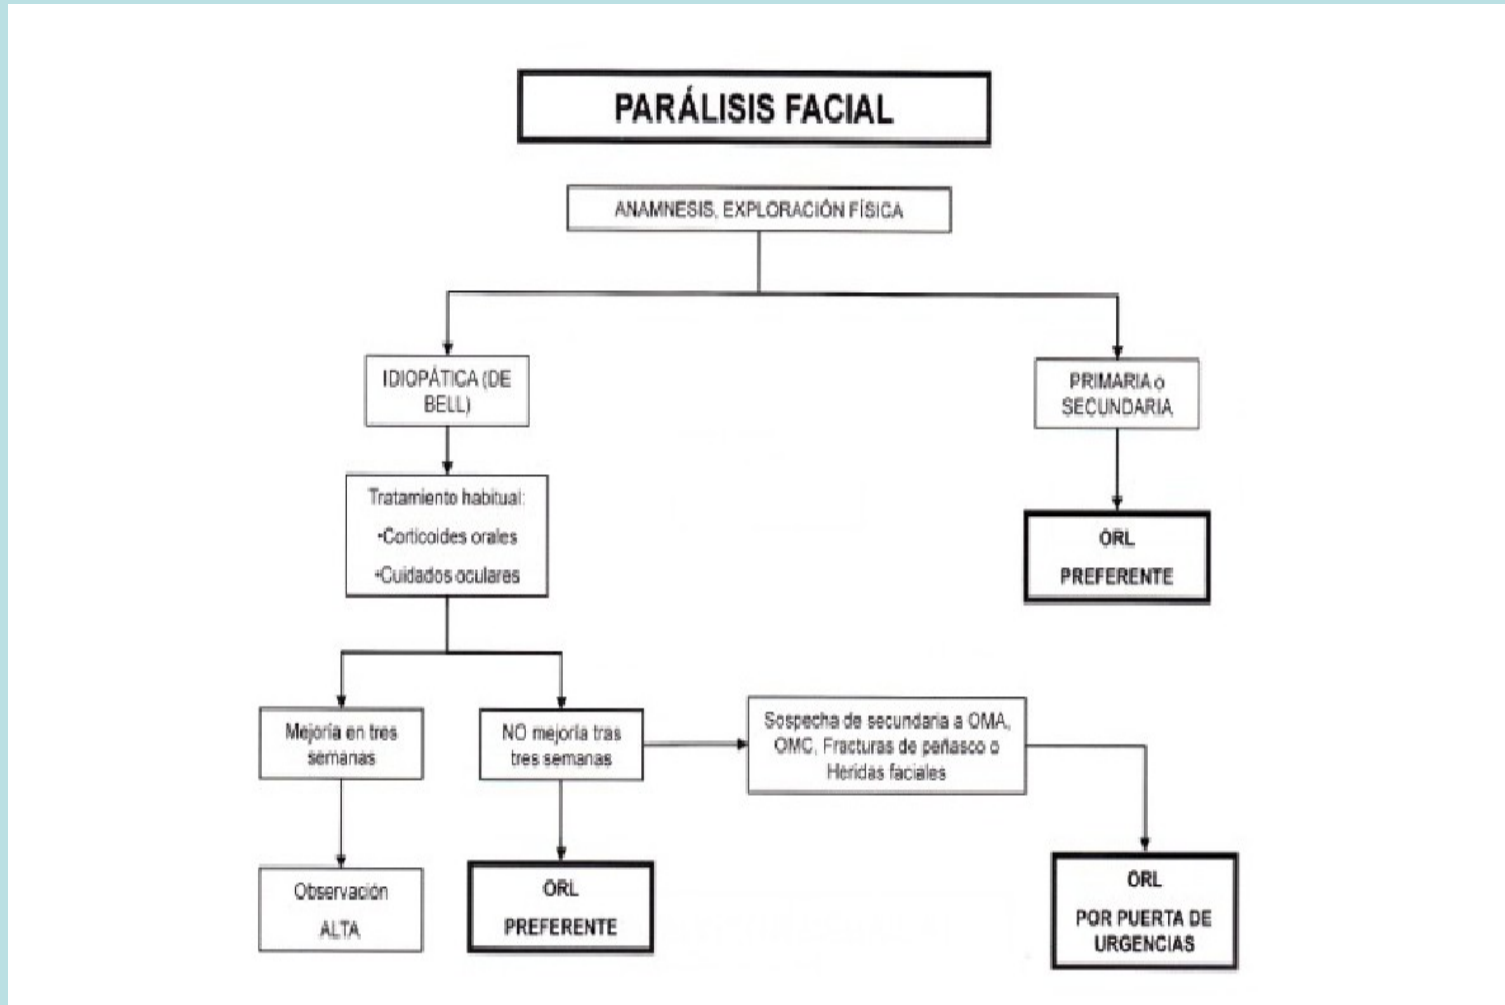 PARÁLISIS FACIAL
ANAMNESIS, EXPLORACIÓN FÍSICA
IDIOPÁTICA (DE
BELL)
PRIMARIA ó
SECUNDARIA
Tratamiento habitual:
•Corticoides orales
•Cuidados oculares
ORL
PREFERENTE
Mejoría en tres
semanas
NO mejoría tras
tres semanas
Sospecha de secundaria a OMA,
OMC, Fracturas de peñasco o
Heridas faciales
Observación
ALTA
ORL
PREFERENTE
ORL
POR PUERTA DE
URGENCIAS